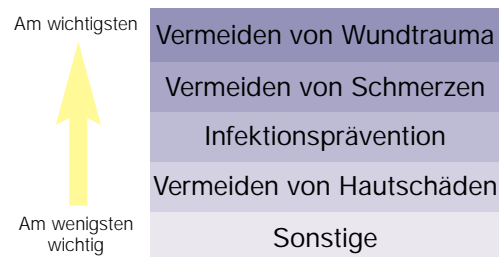 Am wichtigsten
Vermeiden von Wundtrauma
Vermeiden von Schmerzen
Infektionsprävention
Vermeiden von Hautschäden
Am wenigsten
wichtig
Sonstige